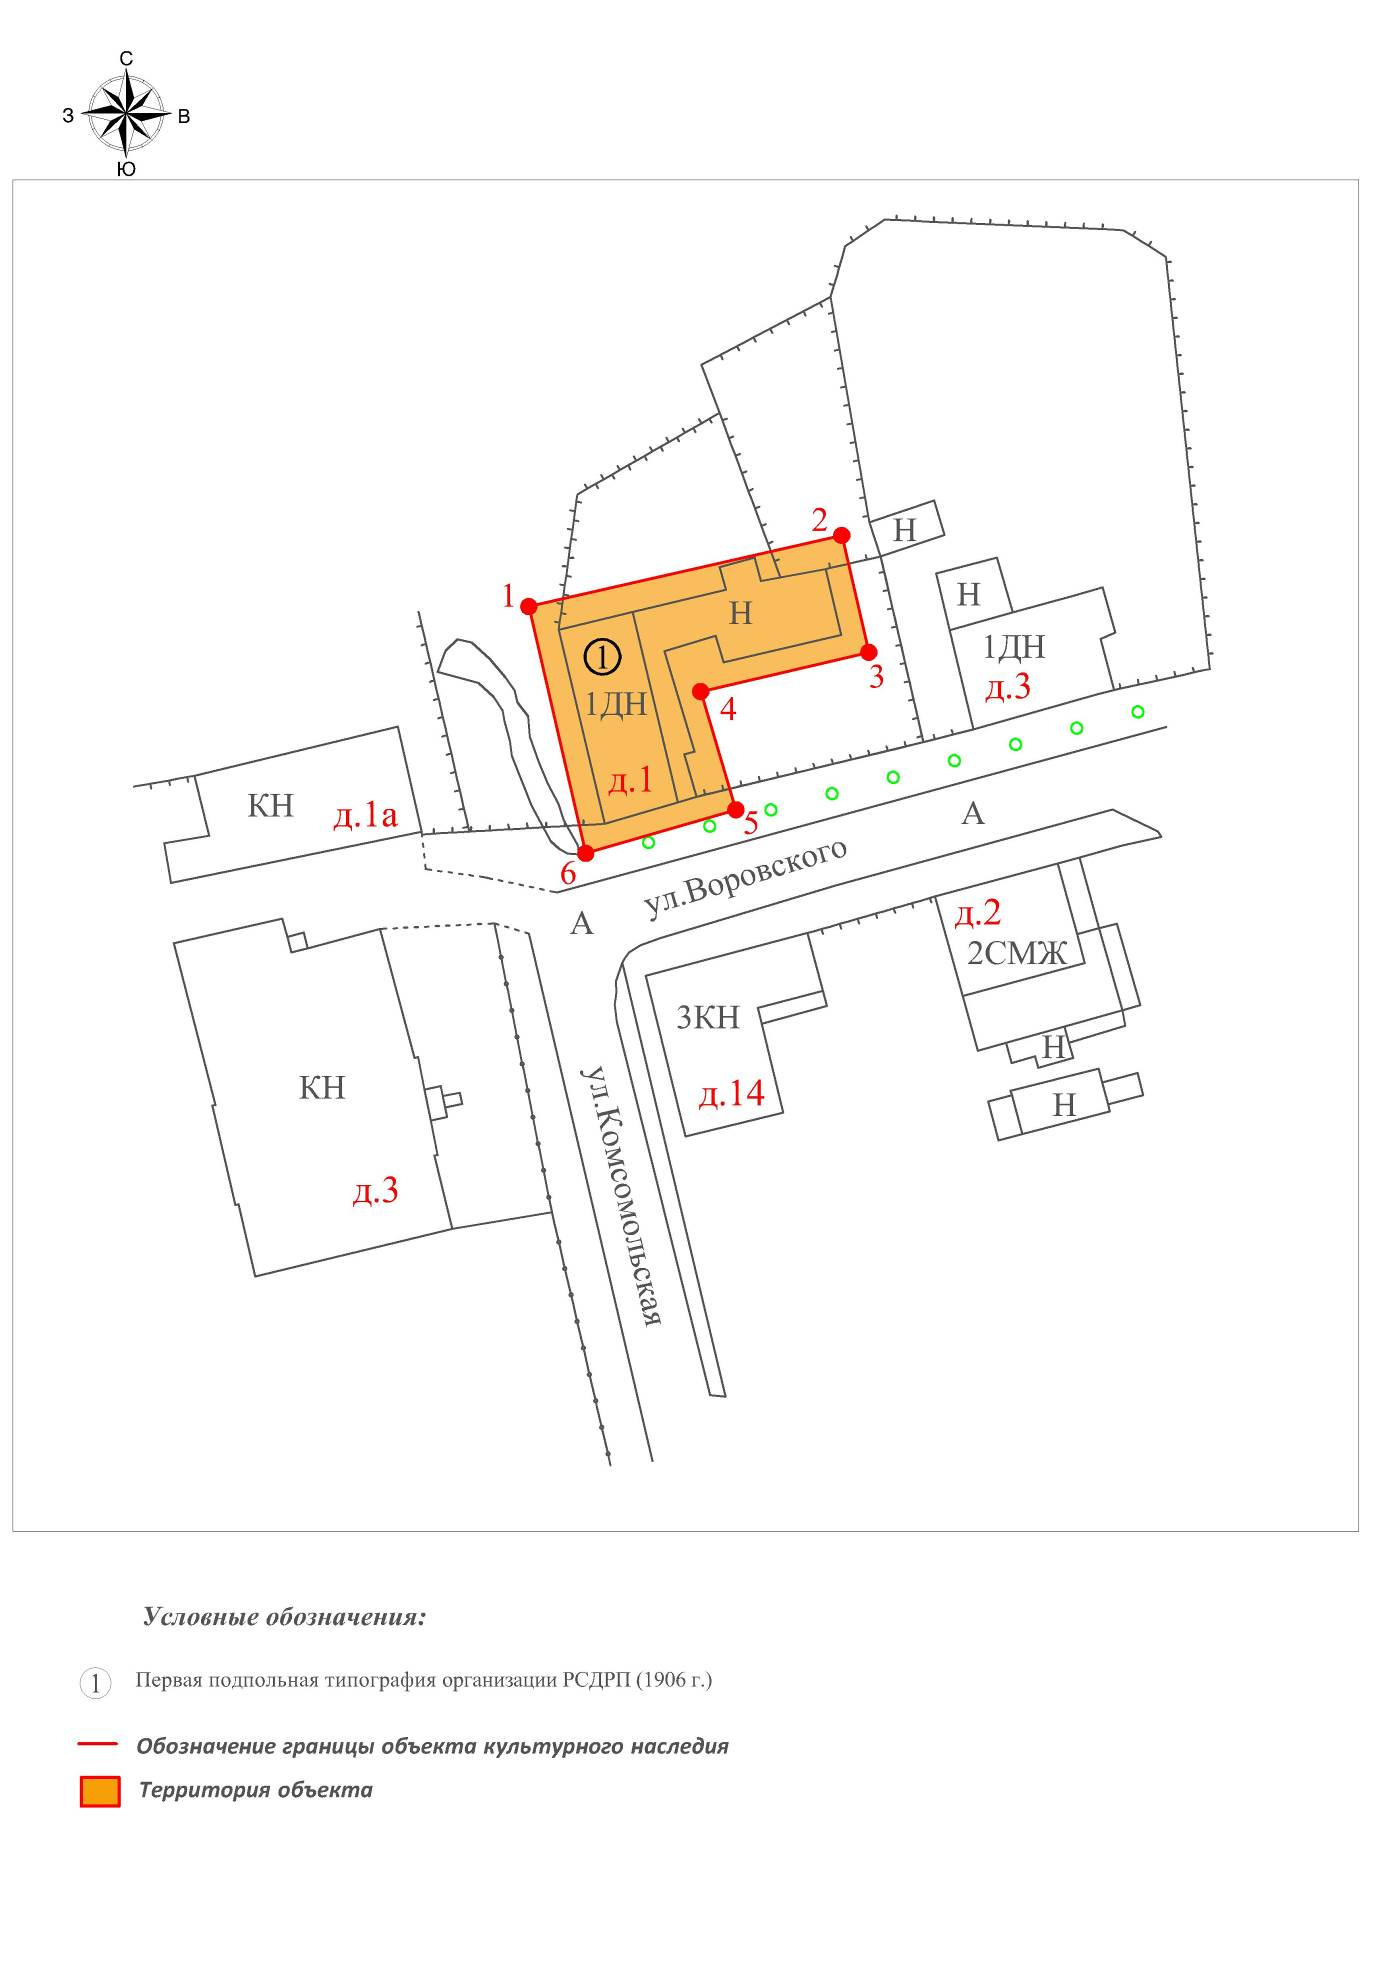 С
З
В
Ю
2
Н
1
Н
Н
1
1ДН
3
1ДН
д.3
4
д.1
КН
д.1а
5
А
6
ул.Воровского
А
д.2
2СМЖ
3КН
Н
КН
д.14
Н
д.3
ул.Комсомольская
Условные обозначения:
1
Первая подпольная типография организации РСДРП (1906 г.)
Обозначение границы объекта культурного наследия
Территория объекта